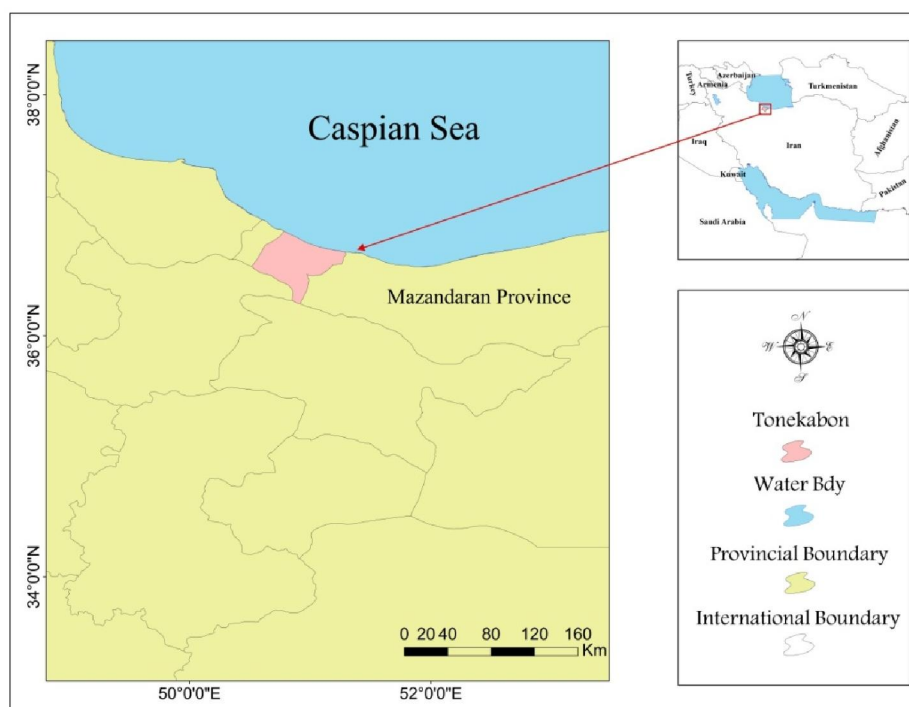 38°0'0"N
36°0'0"N
34°0'0"N
50°0'0"E
52°0'0"E
Caspian Sea
Mazandaran Province
0 20 40 80 120 160
Km
Turkey
Armenia
Azerbaijan
Turkmenistan
Iraq
Iran
Afghanistan
Kuwait
Pakistan
Saudi Arabia
N
W E
S
Tonekabon
Water Bdy
Provincial Boundary
International Boundary